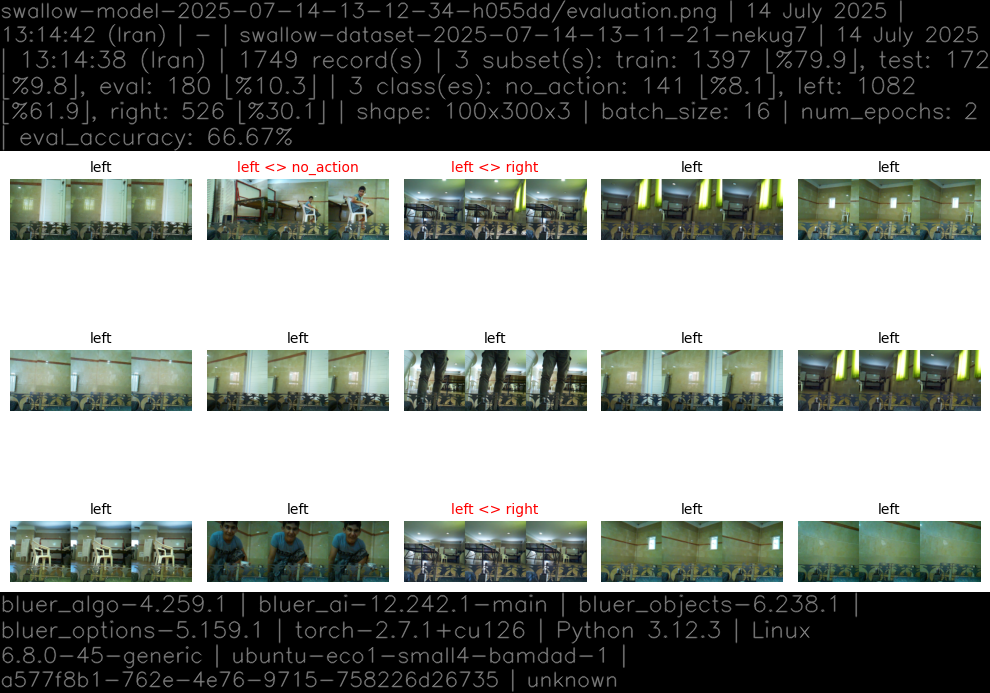 swallow-model-2025-07-14-13-12-34-h055dd/evaluation.png | 14 July 2025 |
13:14:42 (Iran) | - | swallow-dataset-2025-07-14-13-11-21-nekug7 | 14 July 2025
| 13:14:38 (Iran) | 1749 record(s) | 3 subset(s): train: 1397 [%79.9], test: 172
[%9.8], eval: 180 [%10.3] | 3 class(es): no_action: 141 [%8.1], left: 1082
[%61.9], right: 526 [%30.1] | shape: 100x300x3 | batch_size: 16 | num_epochs: 2
| eval_accuracy: 66.67%
left
left <> no_action
left <> right
left
left
left
left
left
left
left
left
left
left <> right
left
left
bluer_algo-4.259.1 | bluer_ai-12.242.1-main | bluer_objects-6.238.1 |
bluer_options-5.159.1 | torch-2.7.1+cu126 | Python 3.12.3 | Linux
6.8.0-45-generic | ubuntu-eco1-small4-bamdad-1 |
a577f8b1-762e-4e76-9715-758226d26735 | unknown